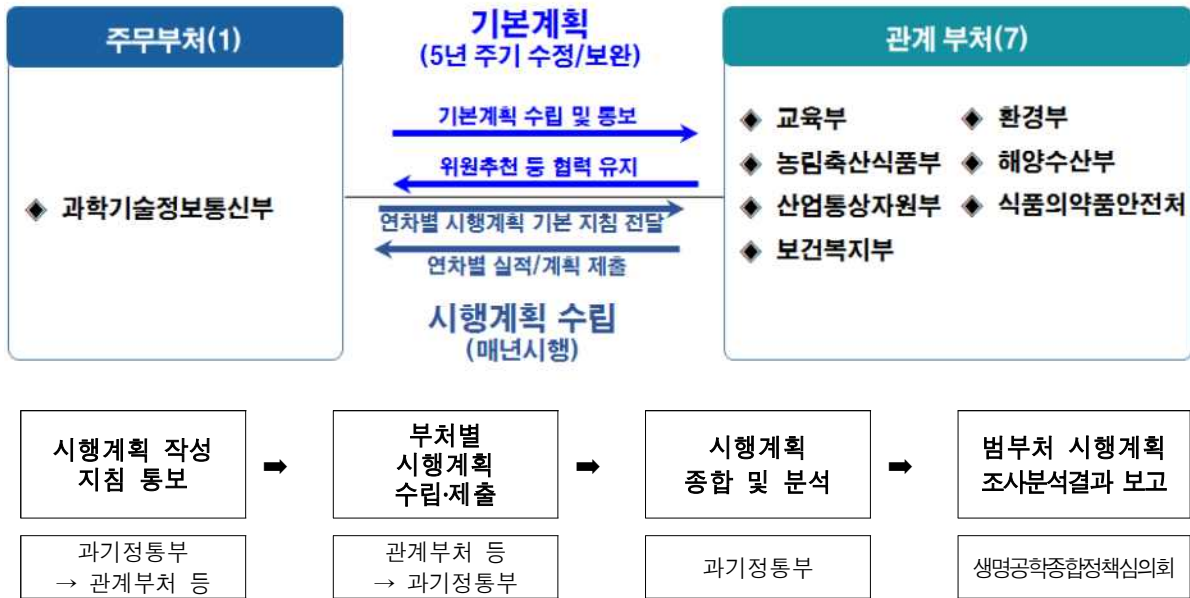 주무부처(1)
◈ 과학기술정보통신부
기본계획
(5년 주기 수정/보완)
기본계획 수립 및 통보
위원추천 등 협력 유지
연차별 시행계획 기본 지침 전달
연차별 실적/계획 제출
시행계획 수립
(매년시행)
관계 부처(7)
◈ 교육부
◈ 환경부
◈ 농림축산식품부
◈ 해양수산부
◈ 산업통상자원부
◈ 식품의약품안전처
◈ 보건복지부
시행계획 작성
지침 통보
➡
부처별
시행계획
수립·제출
➡
시행계획
종합 및 분석
➡
범부처 시행계획
조사분석결과 보고
과기정통부
→ 관계부처 등
관계부처 등
→ 과기정통부
과기정통부
생명공학종합정책심의회